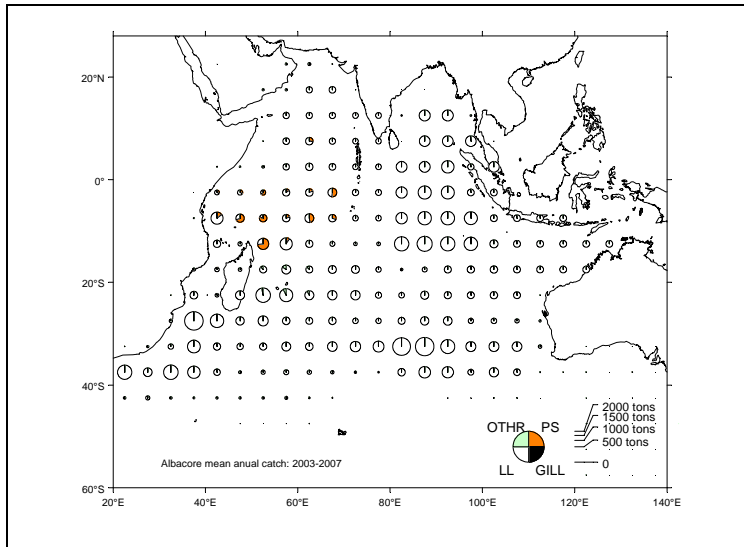 20°N
0°
20°S
40°S
60°S
20°E
40°E
60°E
80°E
100°E
120°E
140°E
Albacore mean anual catch: 2003-2007
OTHR
PS
LL
GILL
2000 tons
1500 tons
1000 tons
500 tons
0